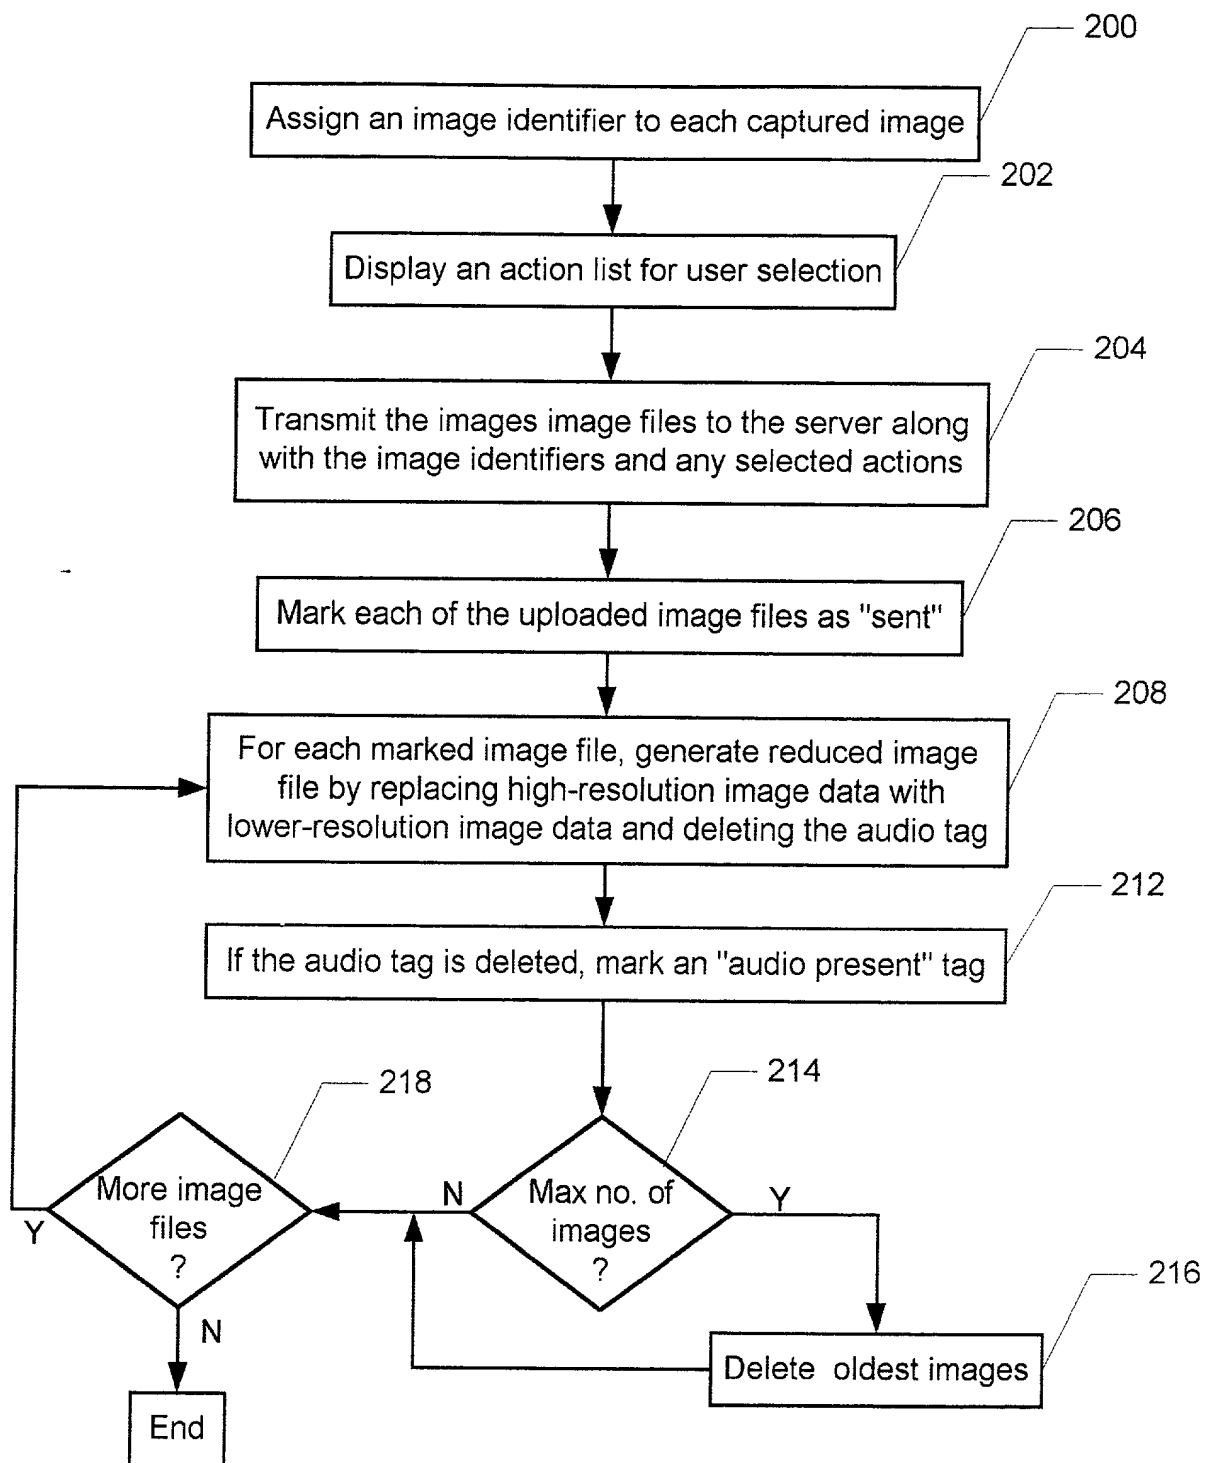 200
Assign an image identifier to each captured image
202
Display an action list for user selection
204
Transmit the images image files to the server along
with the image identifiers and any selected actions
206
Mark each of the uploaded image files as "sent"
208
For each marked image file, generate reduced image
file by replacing high-resolution image data with
lower-resolution image data and deleting the audio tag
212
If the audio tag is deleted, mark an "audio present" tag
218
214
More image
files
?
Y
N
N
Max no. of
images
?
Y
216
Delete oldest images
End